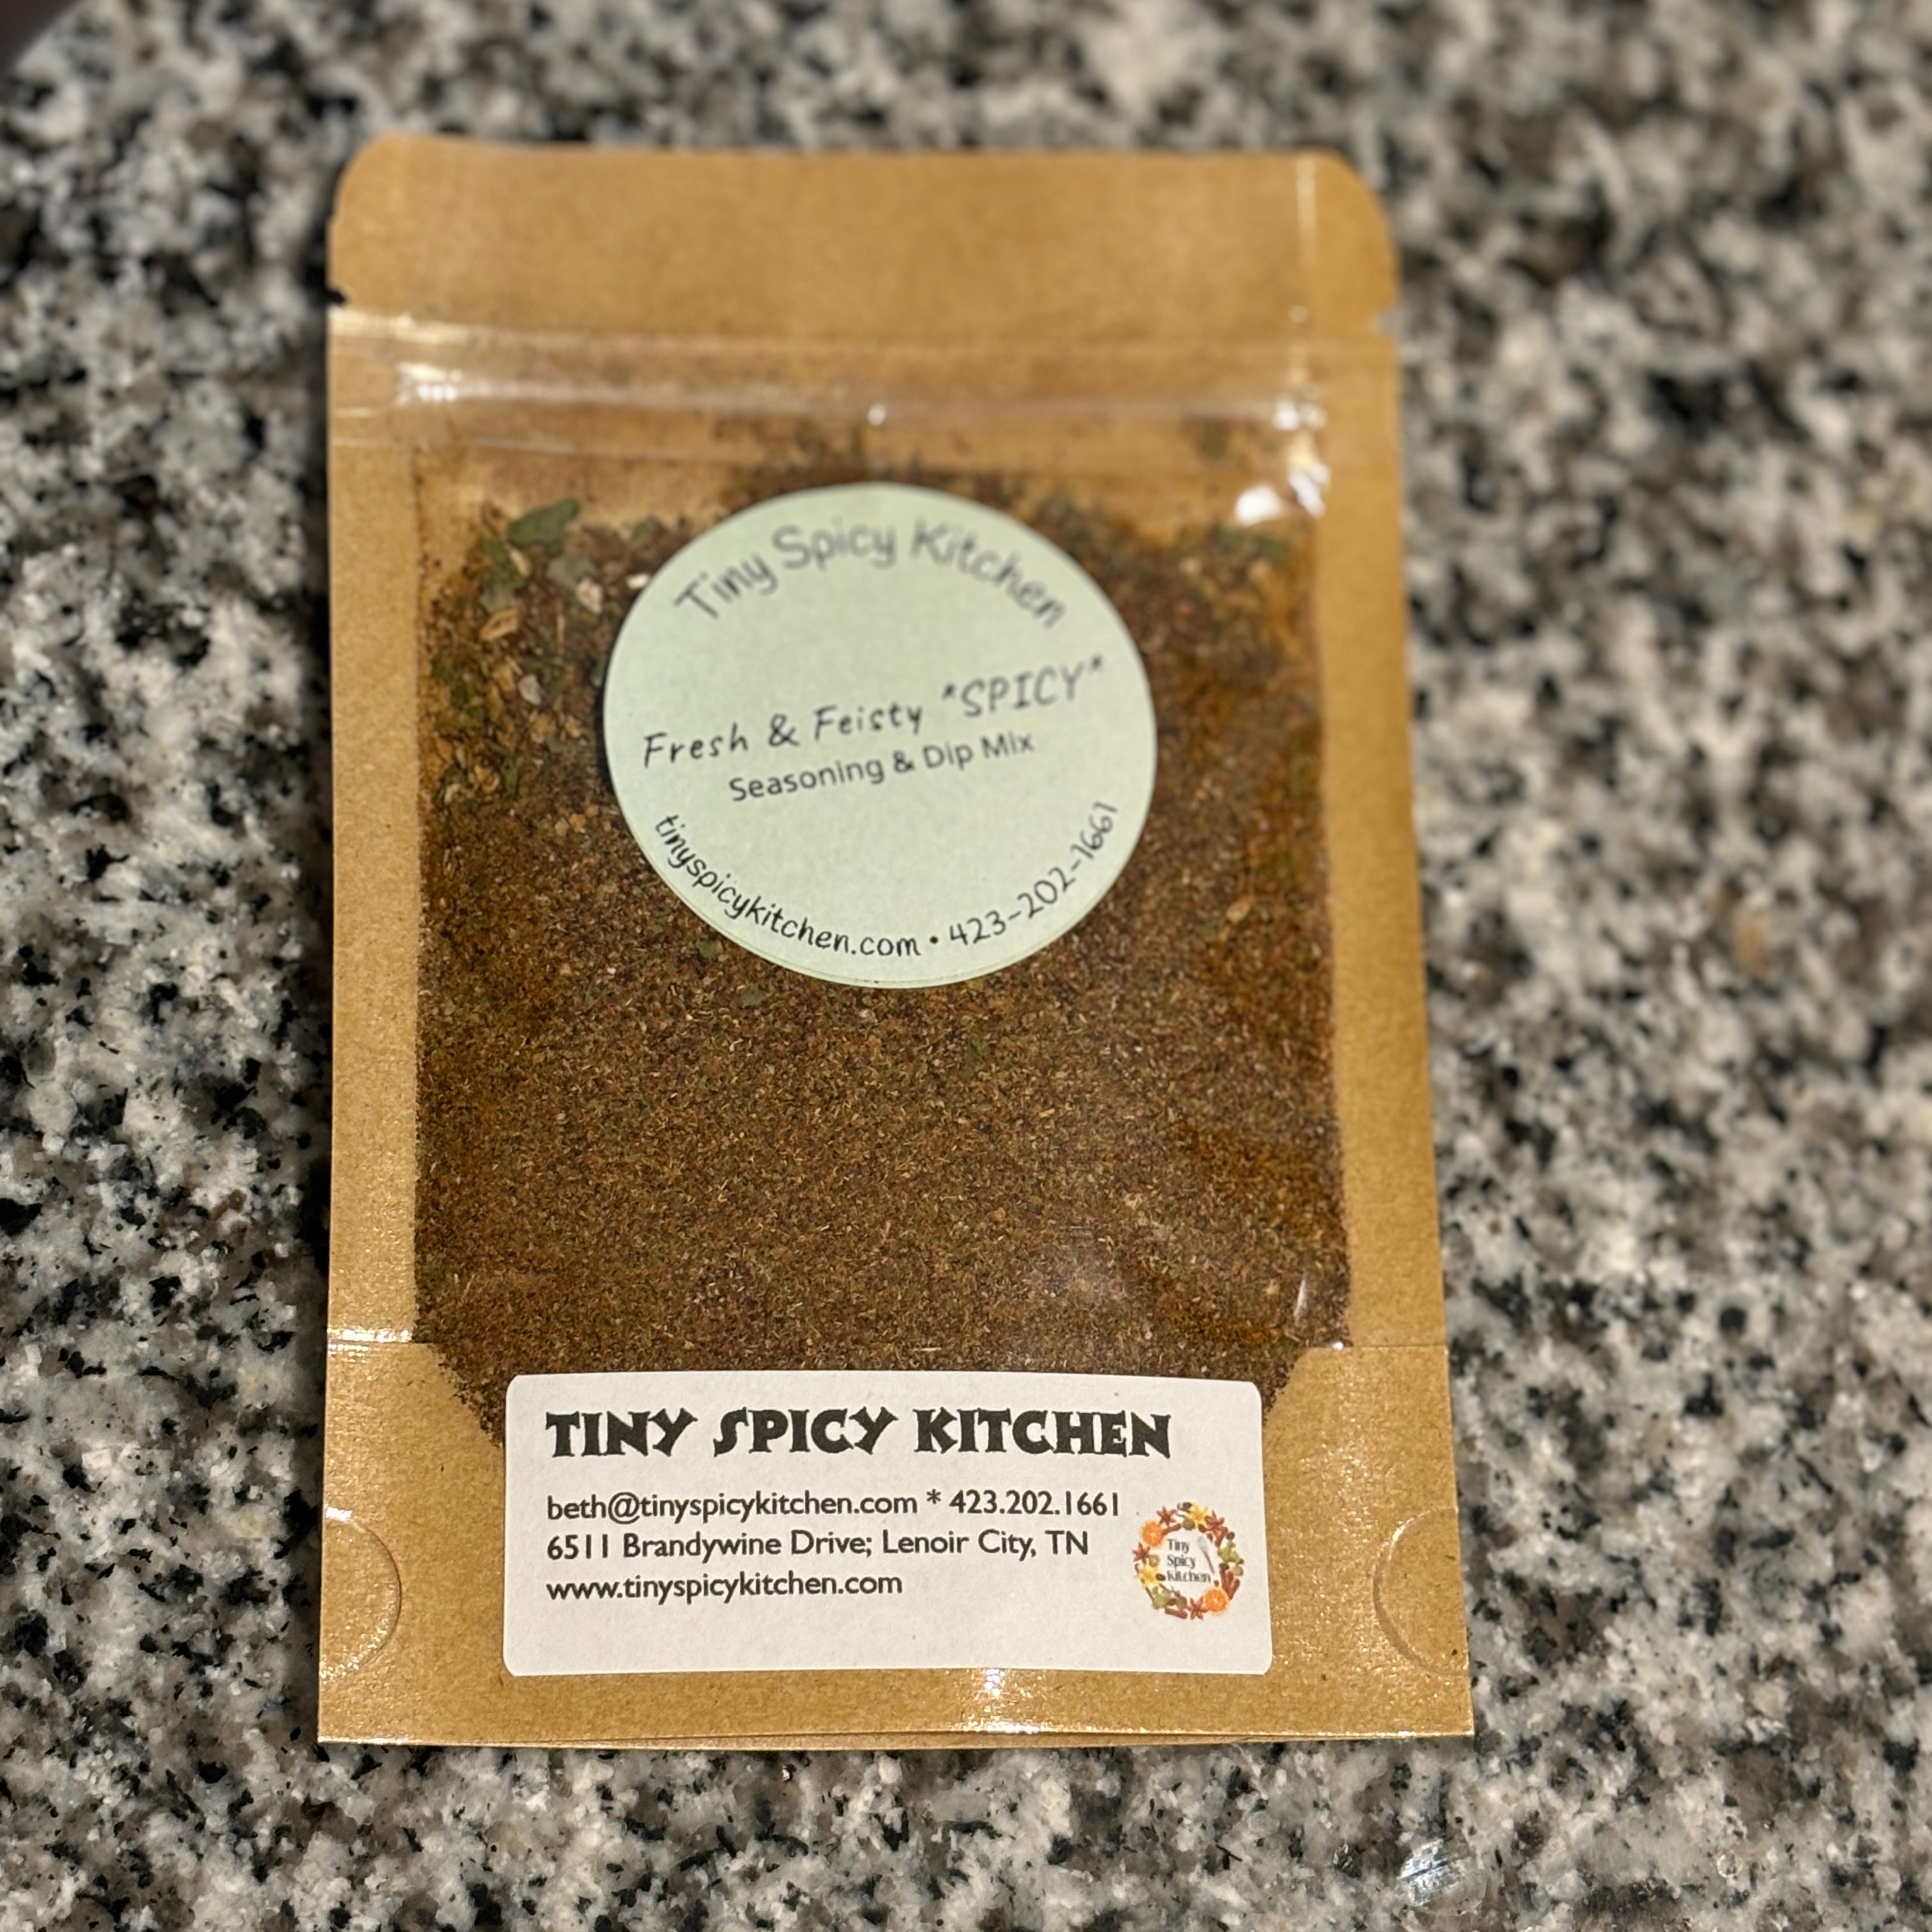 Tiny Spicy Kitchen
Fresh & Feisty *SPICY*
Seasoning & Dip Mix
tinyspicykitchen.com • 423-202-1661
TINY SPICY KITCHEN
beth@tinyspicykitchen.com * 423.202.1661
6511 Brandywine Drive; Lenoir City, TN
www.tinyspicykitchen.com
Tiny
Spicy
Kitchen